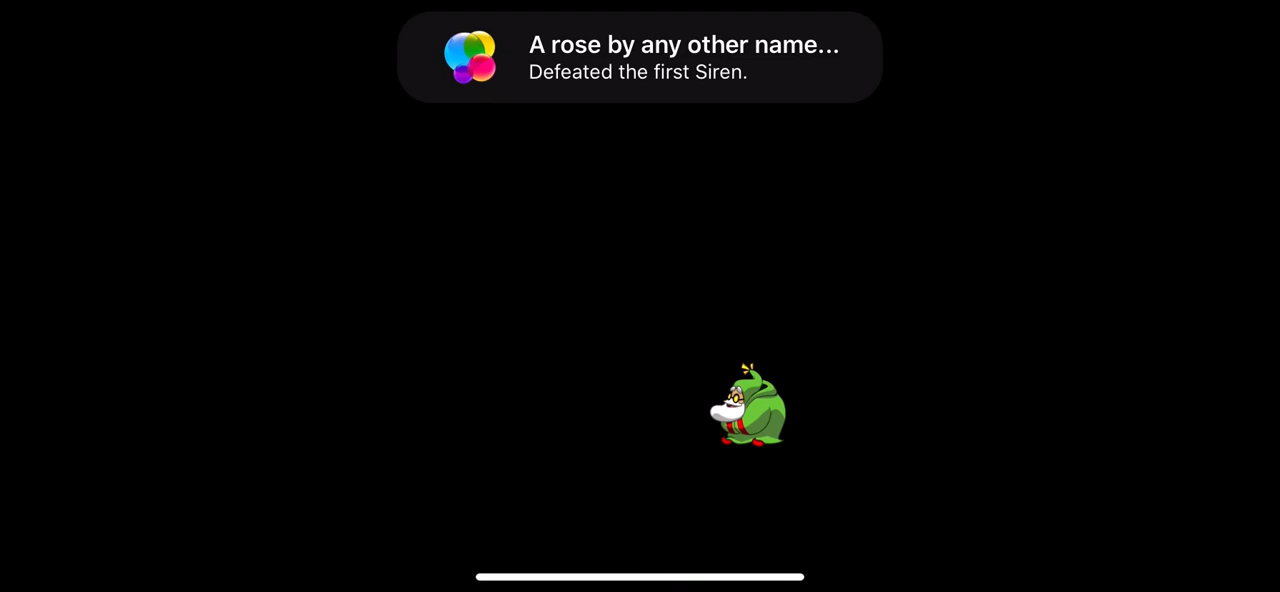 A rose by any other name...
Defeated the first Siren.